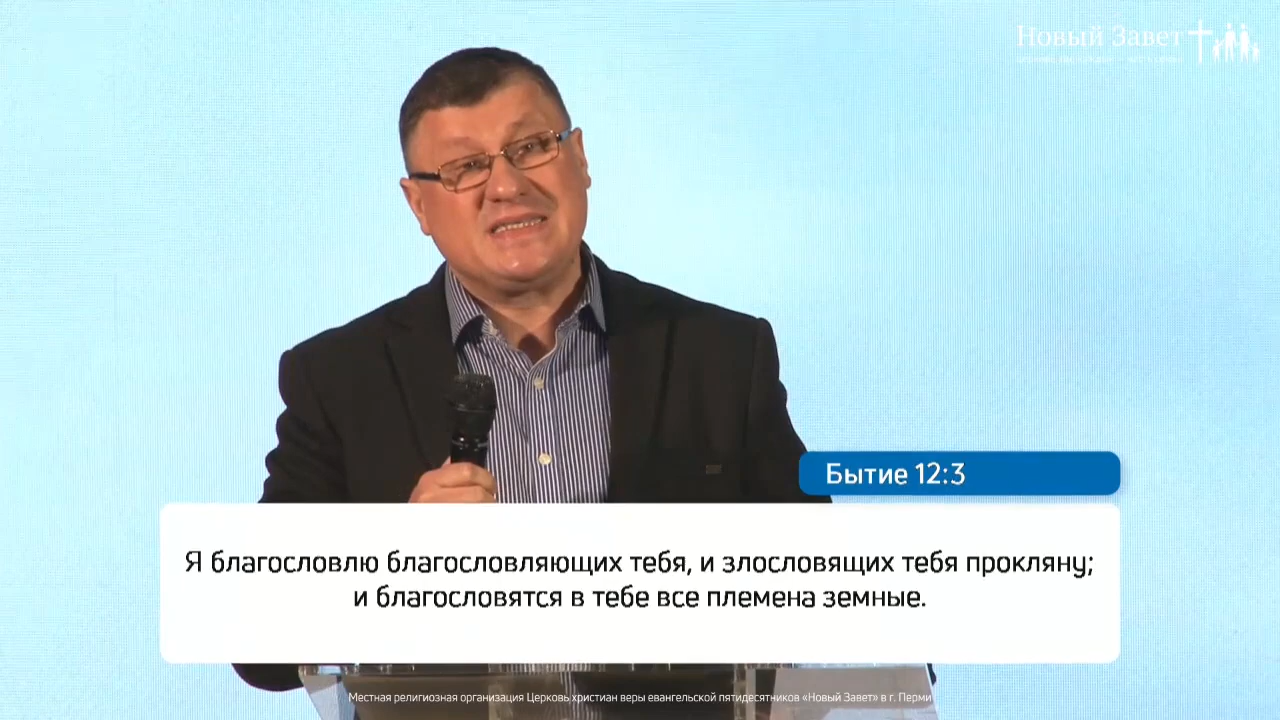 Новый Завет
Бытие 12:3
Я благословлю благословляющих тебя, и злословящих тебя прокляну;
и благословятся в тебе все племена земные.
Местная религиозная организация Церковь христиан веры евангельской пятидесятников «Новый Завет» в г. Перми